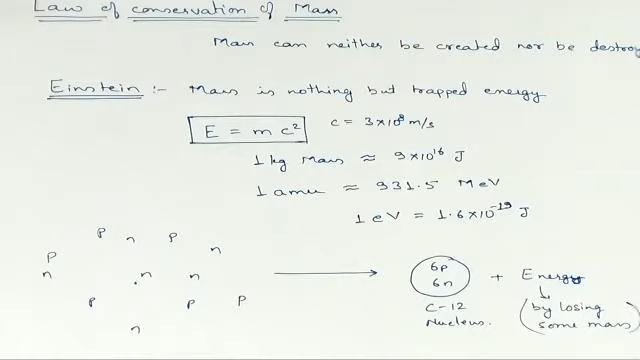 Law of conservation of Mass
Mass can neither be created nor be destroy
Einstein :- Mass is nothing but trapped energy
E = mc² c = 3×10⁸ m/s
1 kg Mass ≈ 9×10¹⁶ J
1 amu ≈ 931.5 MeV
1 eV = 1.6×10⁻¹⁹ J
P n P n
P
n n n
P P P
n
6p
6n
+ Energy
C-12
Nucleus.
(by losing
some mass)